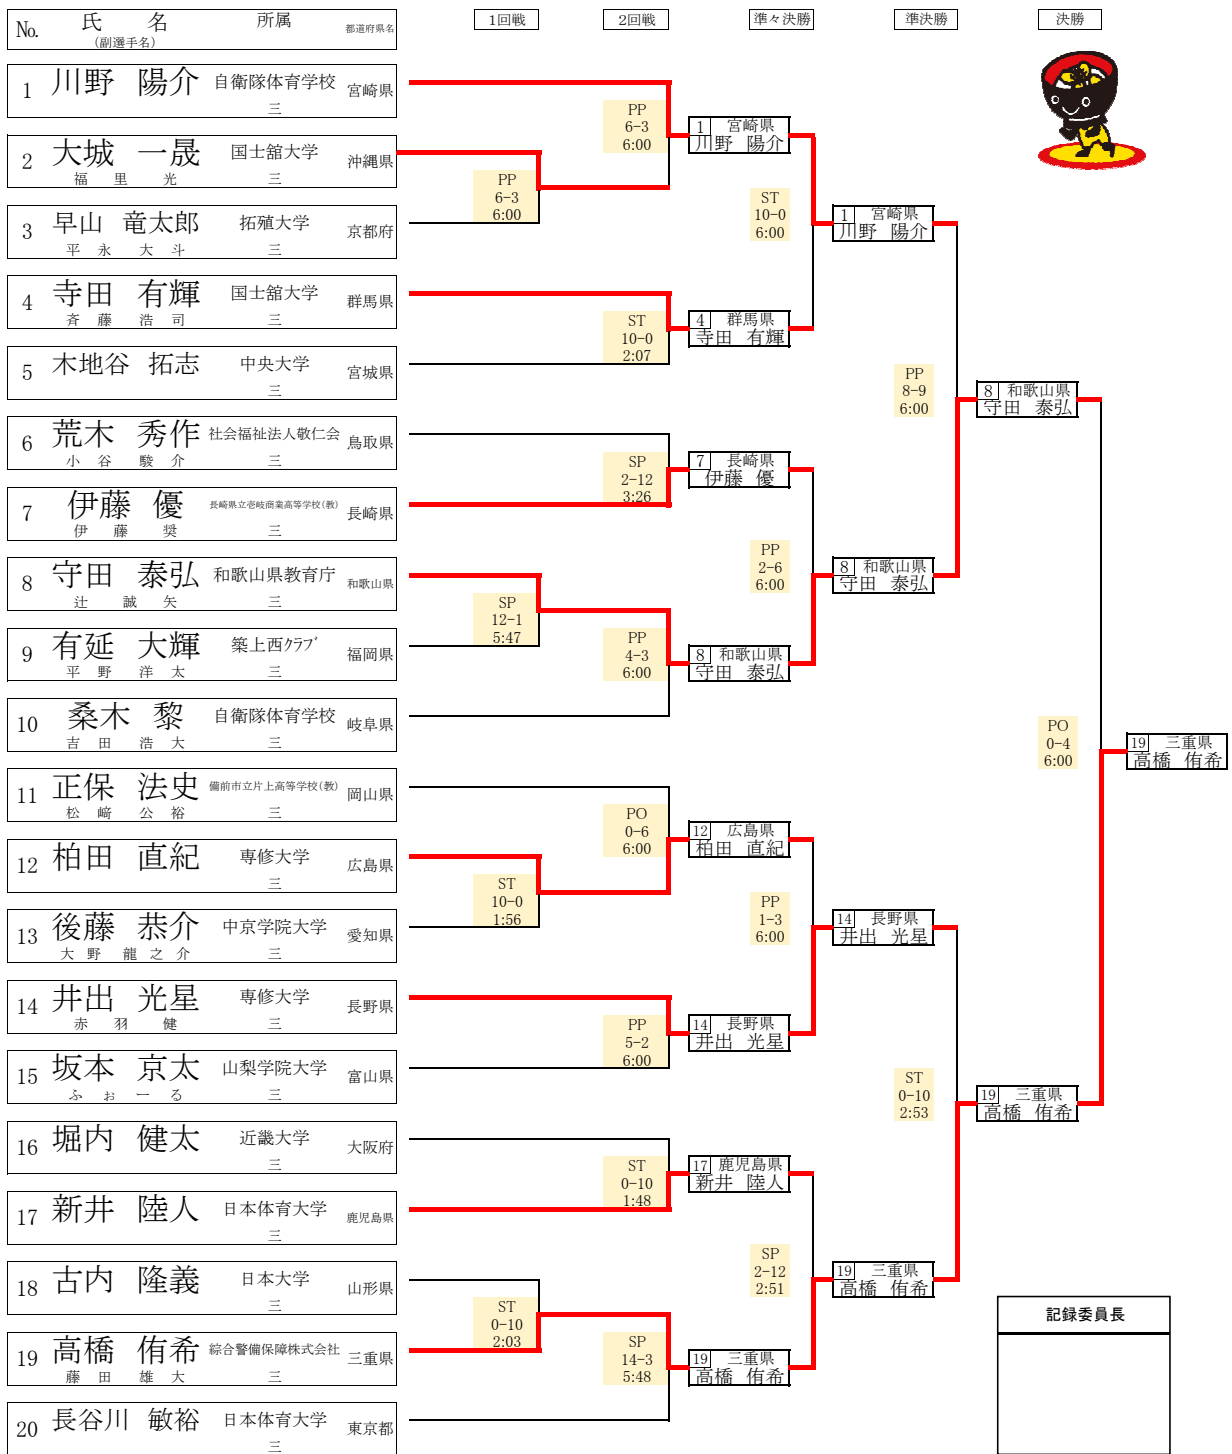 No. 氏 名 所属 都道府県名
(副選手名)
1回戦 2回戦 準々決勝 準決勝 決勝
1 川野 陽介 自衛隊体育学校 宮崎県
三
2 大城 一晟 国士舘大学 沖縄県
福里 光 三
3 早山 竜太郎 拓殖大学 京都府
平永 大斗 三
4 寺田 有輝 国士舘大学 群馬県
斉藤 浩司 三
5 木地谷 拓志 中央大学 宮城県
三
6 荒木 秀作 社会福祉法人敬仁会 鳥取県
小谷 駿介 三
7 伊藤 優 長崎県立壱岐商業高等学校(教) 長崎県
伊藤 奨 三
8 守田 泰弘 和歌山県教育庁 和歌山県
辻 誠矢 三
9 有延 大輝 築上西クラブ 福岡県
平野 洋太 三
10 桑木 黎 自衛隊体育学校 岐阜県
吉田 浩大 三
11 正保 法史 備前市立片上高等学校(教) 岡山県
松﨑 公裕 三
12 柏田 直紀 専修大学 広島県
三
13 後藤 恭介 中京学院大学 愛知県
大野 龍之介 三
14 井出 光星 専修大学 長野県
赤羽 健 三
15 坂本 京太 山梨学院大学 富山県
ふぉーる 三
16 堀内 健太 近畿大学 大阪府
三
17 新井 陸人 日本体育大学 鹿児島県
三
18 古内 隆義 日本大学 山形県
三
19 高橋 侑希 綜合警備保障株式会社 三重県
藤田 雄大 三
20 長谷川 敏裕 日本体育大学 東京都
三
PP
6-3
6:00
SP
12-1
5:47
ST
10-0
1:56
ST
0-10
2:03
PP
6-3
6:00
ST
10-0
2:07
SP
2-12
3:26
PP
4-3
6:00
PO
0-6
6:00
PP
5-2
6:00
ST
0-10
1:48
SP
14-3
5:48
1 宮崎県
川野 陽介
4 群馬県
寺田 有輝
7 長崎県
伊藤 優
8 和歌山県
守田 泰弘
12 広島県
柏田 直紀
14 長野県
井出 光星
17 鹿児島県
新井 陸人
19 三重県
高橋 侑希
ST
10-0
6:00
PP
2-6
6:00
PP
1-3
6:00
SP
2-12
2:51
1 宮崎県
川野 陽介
8 和歌山県
守田 泰弘
14 長野県
井出 光星
19 三重県
高橋 侑希
PP
8-9
6:00
ST
0-10
2:53
8 和歌山県
守田 泰弘
19 三重県
高橋 侑希
PO
0-4
6:00
19 三重県
高橋 侑希
記録委員長